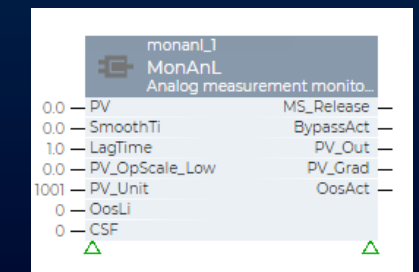 monanl_1
MonAnL
Analog measurement monito...
0.0 PV MS_Release
0.0 SmoothTi BypassAct
1.0 LagTime PV_Out
0.0 PV_OpScale_Low PV_Grad
1001 PV_Unit OosAct
0 OosLi
0 CSF